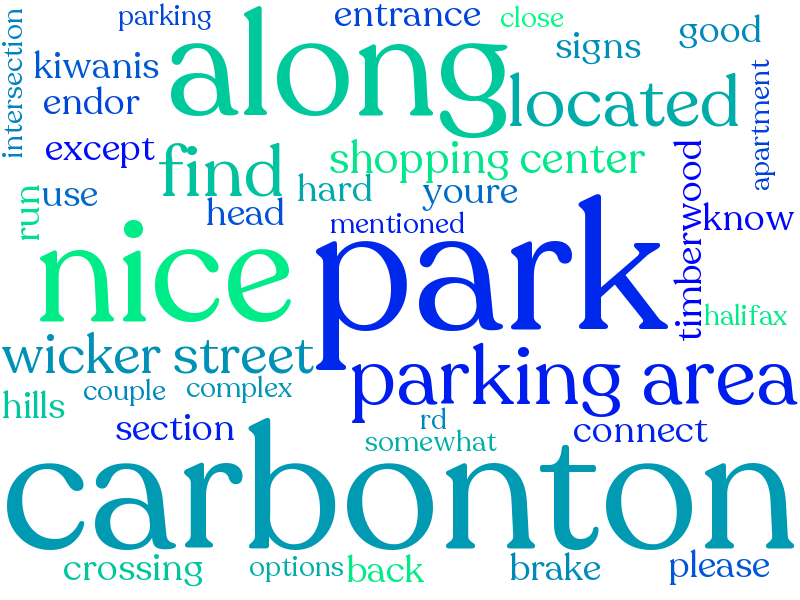 parking
entrance
close
intersection
along
signs
good
kiwanis
endor
located
apartment
except
find
shopping center
timberwood
run
use
hard
youre
head
mentioned
know
nice
park
halifax
wicker street
parking area
couple
complex
hills
section
rd
somewhat
connect
carbonton
crossing
options
back
brake
please